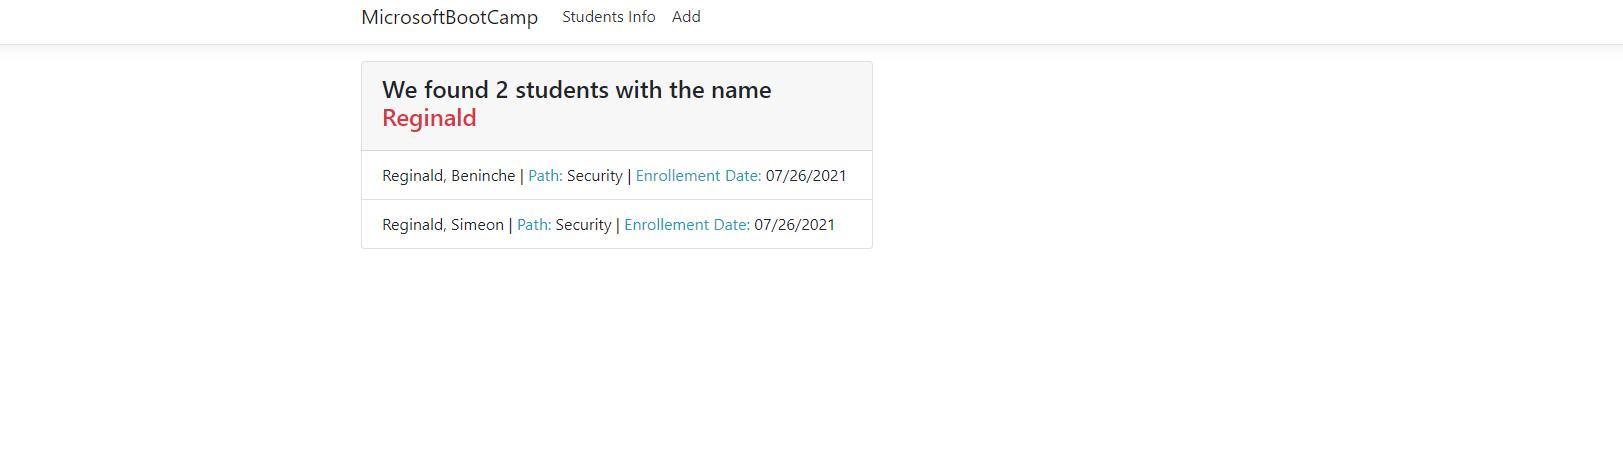 MicrosoftBootCamp Students Info Add
We found 2 students with the name
Reginald
Reginald, Beninche | Path: Security | Enrollement Date: 07/26/2021
Reginald, Simeon | Path: Security | Enrollement Date: 07/26/2021